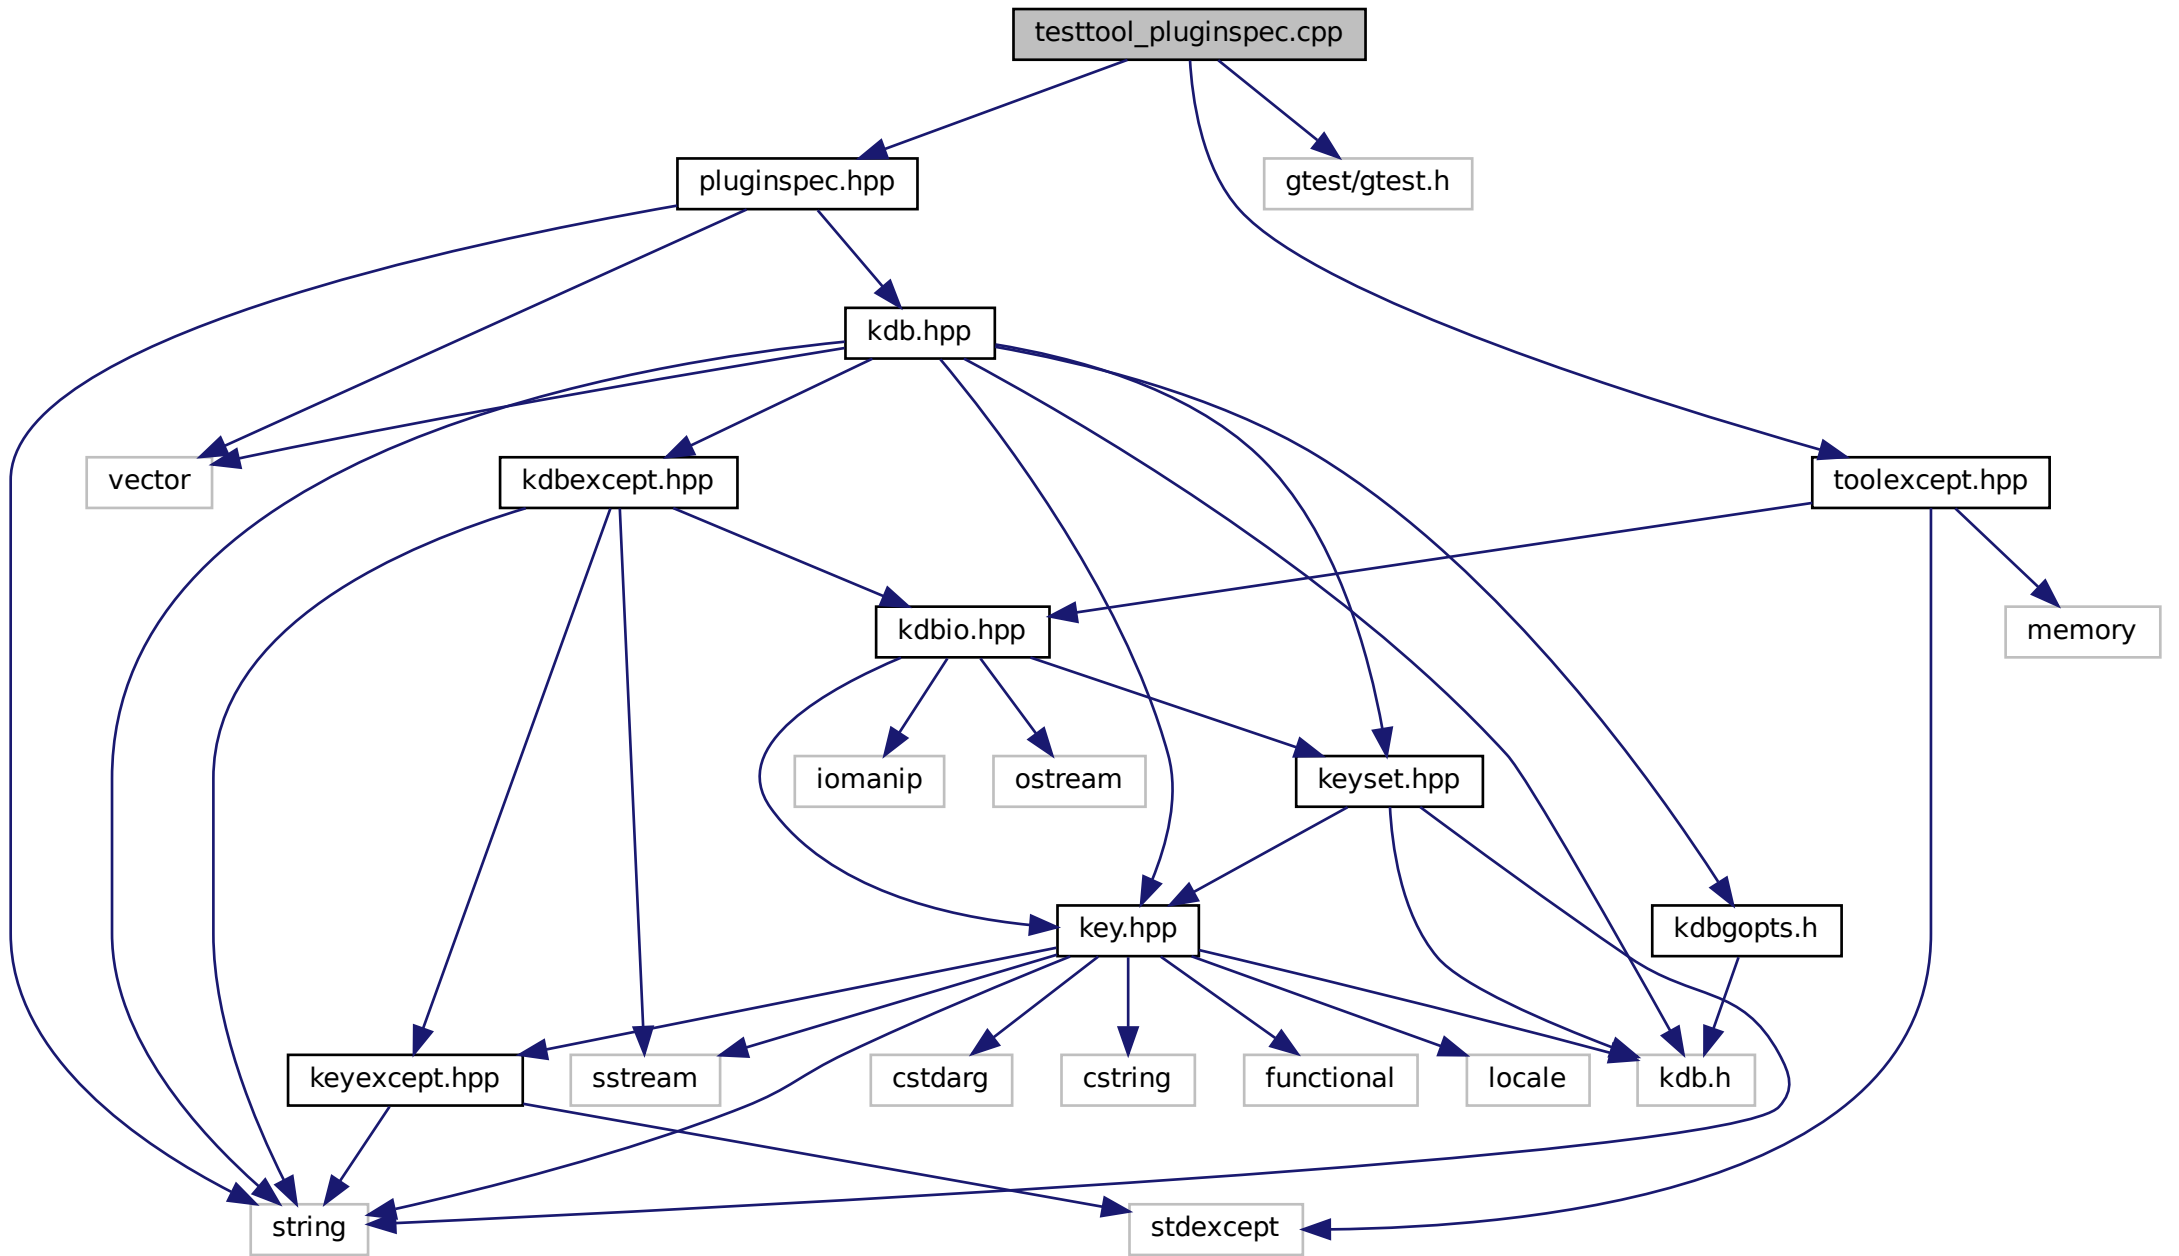 testtool_pluginspec.cpp
pluginspec.hpp
gtest/gtest.h
kdb.hpp
vector
kdbexcept.hpp
toolexcept.hpp
kdbio.hpp
memory
iomanip
ostream
keyset.hpp
key.hpp
kdbgopts.h
keyexcept.hpp
sstream
cstdarg
cstring
functional
locale
kdb.h
string
stdexcept